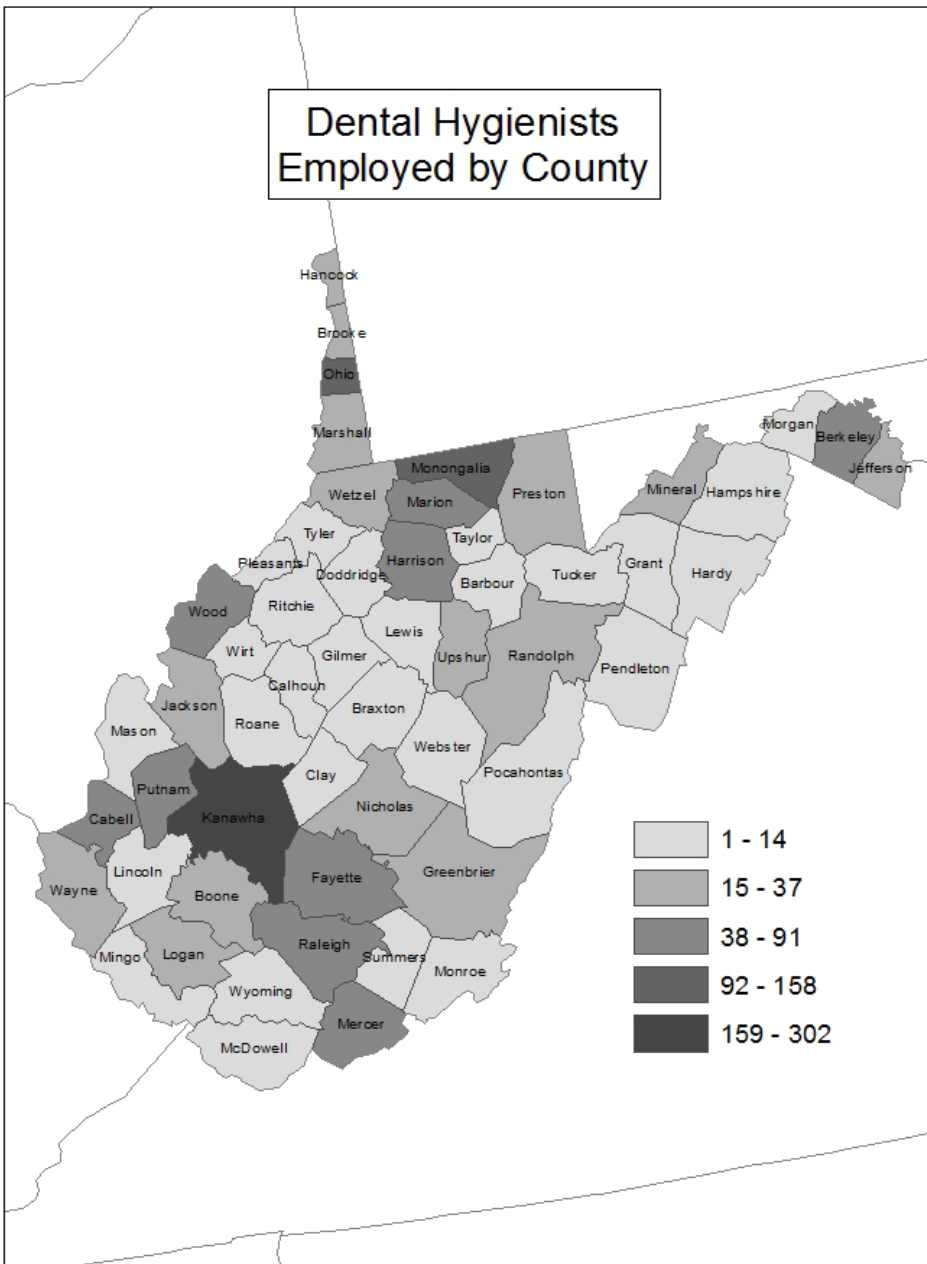 Dental Hygienists
Employed by County
Hancock
Brooke
Ohio
Marshall
Morgan
Berkeley
Jefferson
Monongalia
Wetzel
Marion
Preston
Mineral
Hampshire
Tyler
Taylor
Pleasants
Doddridge
Harrison
Barbour
Tucker
Grant
Hardy
Wood
Ritchie
Lewis
Wirt
Gilmer
Upshur
Randolph
Pendleton
Calhoun
Jackson
Roane
Braxton
Mason
Webster
Clay
Pocahontas
Putnam
Nicholas
Cabell
Kanawha
Lincoln
Fayette
Greenbrier
Wayne
Boone
Raleigh
Mingo
Logan
Summers
Monroe
Wyoming
Mercer
McDowell
1 - 14
15 - 37
38 - 91
92 - 158
159 - 302